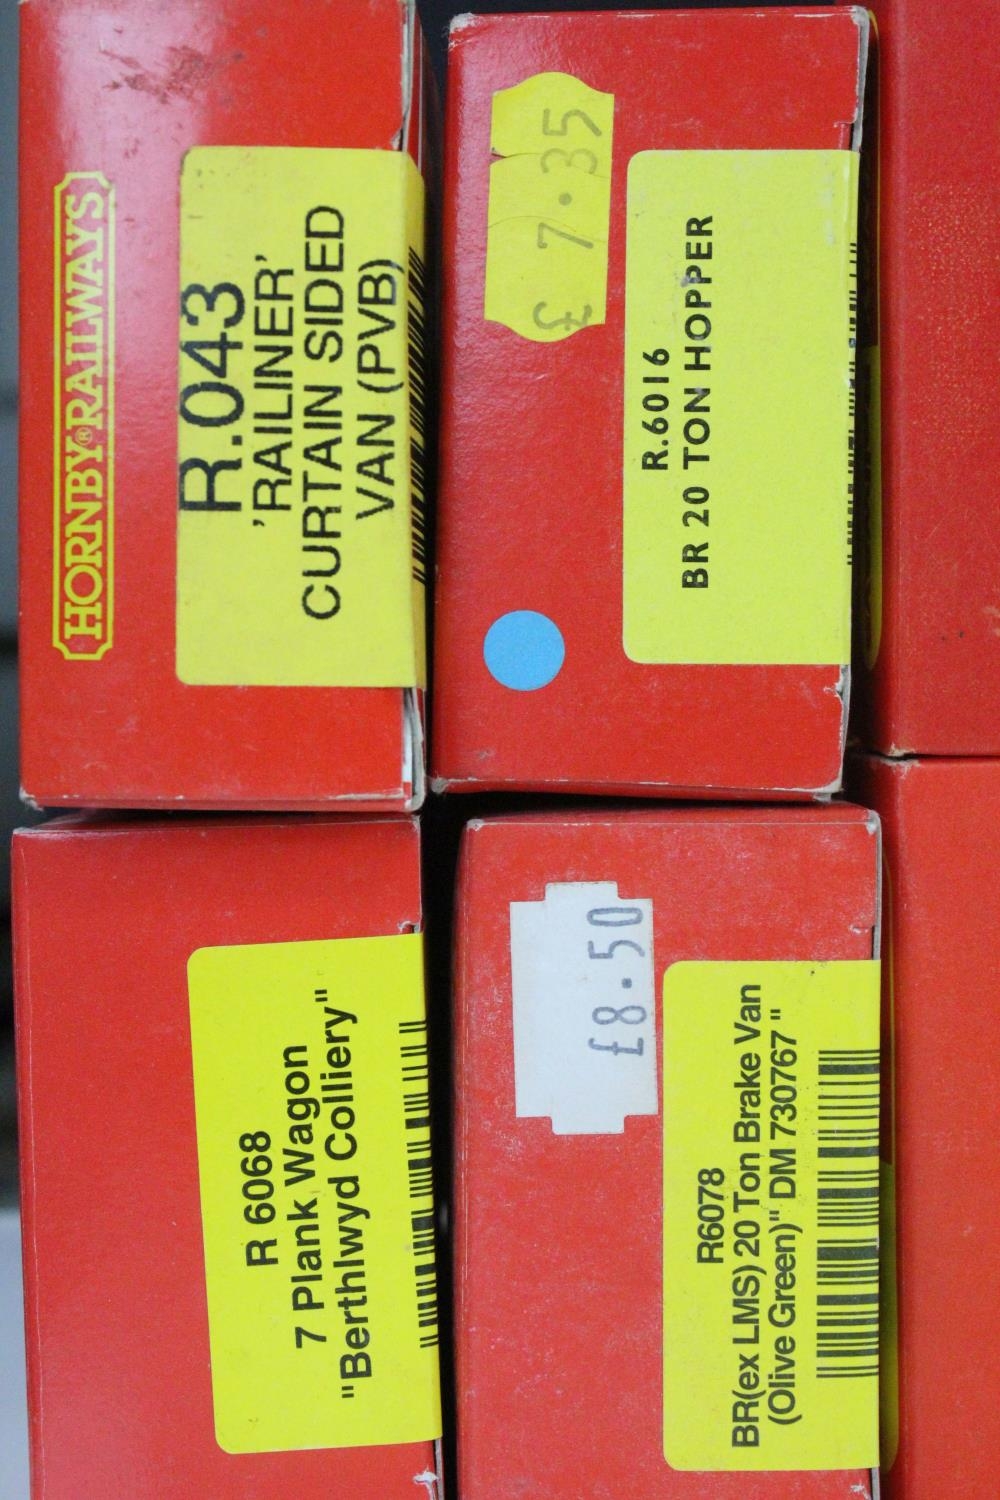 HORNBY® RAILWAYS
R.043
'RAILINER'
CURTAIN SIDED
VAN (PVB)
£ 7.35
R.6016
BR 20 TON HOPPER
R 6068
7 Plank Wagon
"Berthlwyd Colliery"
£8.50
R6078
BR(ex LMS) 20 Ton Brake Van
(Olive Green)" DM 730767 "